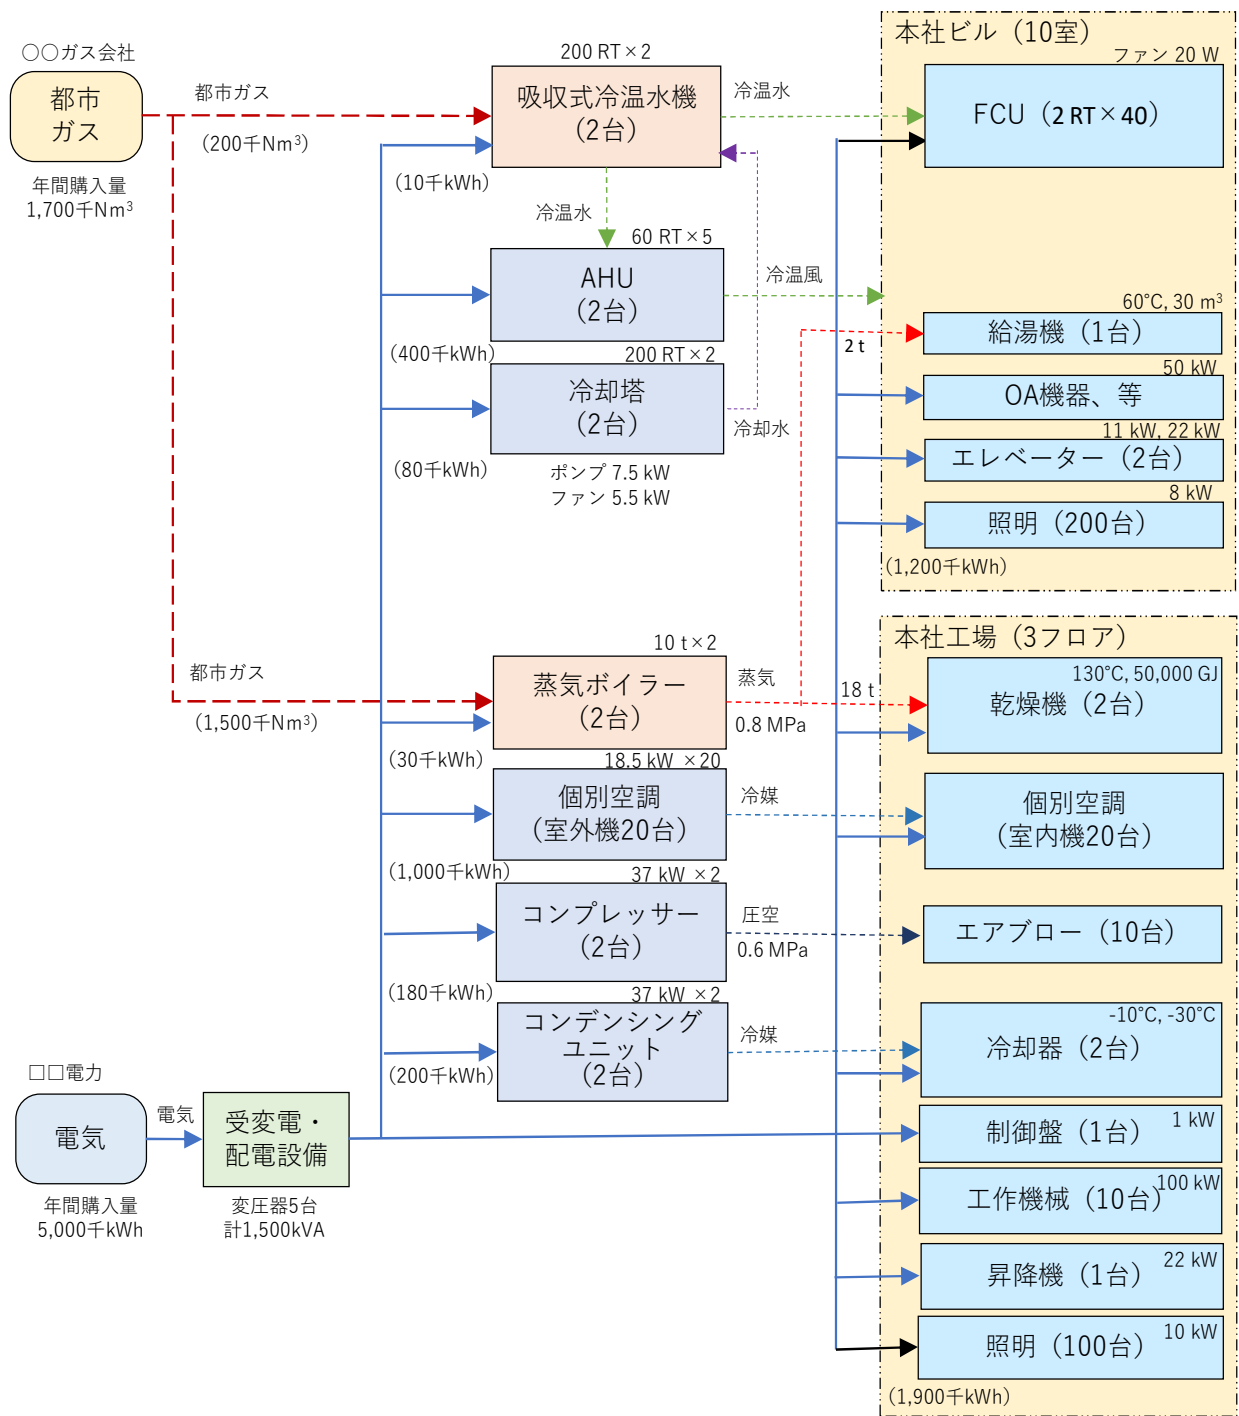 ○○ガス会社
都市
ガス
年間購入量
1,700千Nm³
都市ガス
(200千Nm³)
200 RT×2
吸収式冷温水機
(2台)
(10千kWh)
冷温水
冷温水
60 RT×5
AHU
(2台)
(400千kWh)
冷温風
200 RT×2
冷却塔
(2台)
(80千kWh)
冷却水
ポンプ 7.5 kW
ファン 5.5 kW
本社ビル（10室）
ファン 20 W
FCU（2 RT×40）
60°C, 30 m³
給湯機（1台）
2 t
50 kW
OA機器、等
11 kW, 22 kW
エレベーター（2台）
8 kW
照明（200台）
(1,200千kWh)
都市ガス
(1,500千Nm³)
10 t×2
蒸気ボイラー
(2台)
(30千kWh)
蒸気
0.8 MPa
18 t
18.5 kW ×20
個別空調
(室外機20台)
(1,000千kWh)
冷媒
37 kW ×2
コンプレッサー
(2台)
(180千kWh)
圧空
0.6 MPa
37 kW ×2
コンデンシング
ユニット
(2台)
(200千kWh)
冷媒
本社工場（3フロア）
130°C, 50,000 GJ
乾燥機（2台）
個別空調
(室内機20台)
エアブロー（10台）
-10°C, -30°C
冷却器（2台）
制御盤（1台）
1 kW
工作機械（10台）
100 kW
昇降機（1台）
22 kW
照明（100台）
10 kW
(1,900千kWh)
□□電力
電気
年間購入量
5,000千kWh
電気
受変電・
配電設備
変圧器5台
計1,500kVA